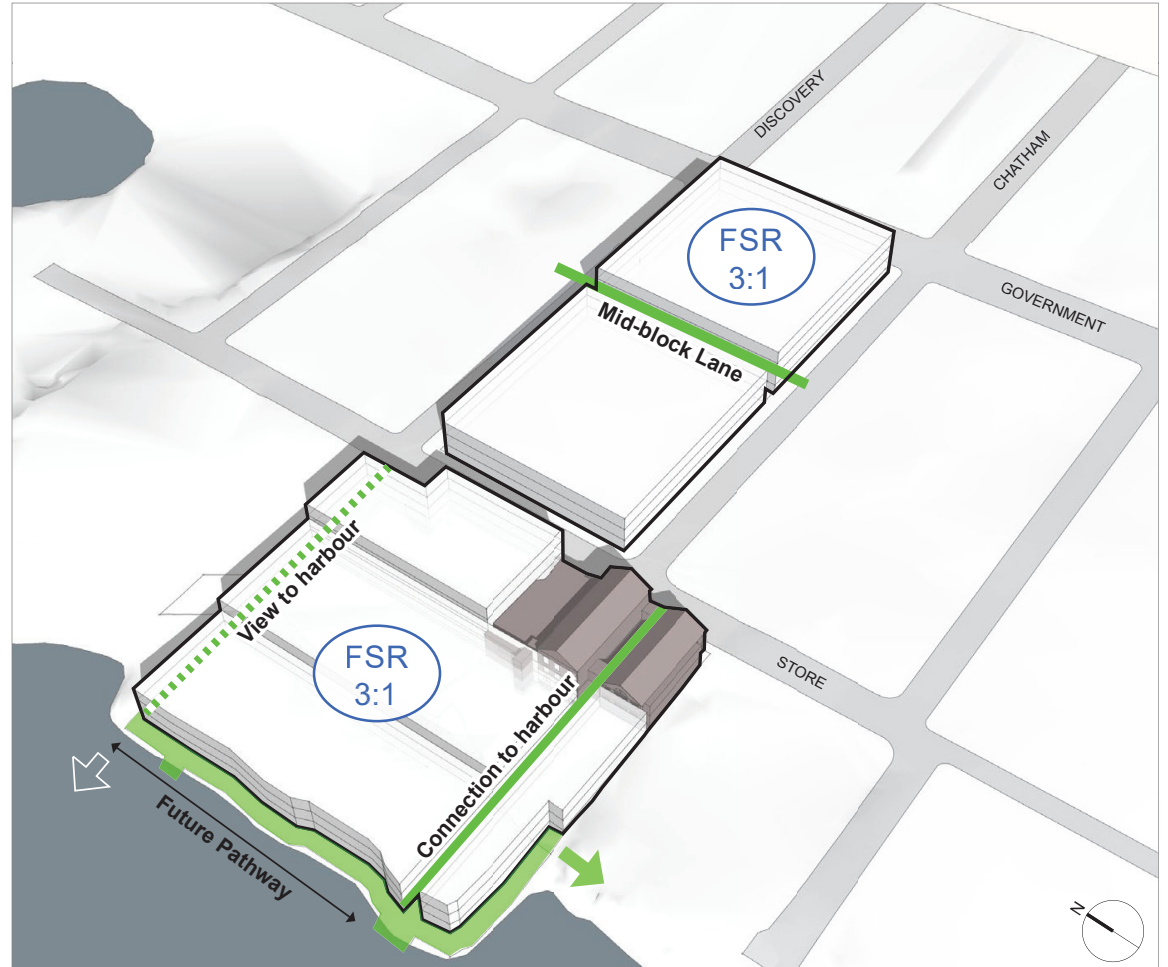 DISCOVERY
CHATHAM
FSR
3:1
GOVERNMENT
Mid-block Lane
View to harbour
FSR
3:1
STORE
Connection to harbour
Future Pathway
N